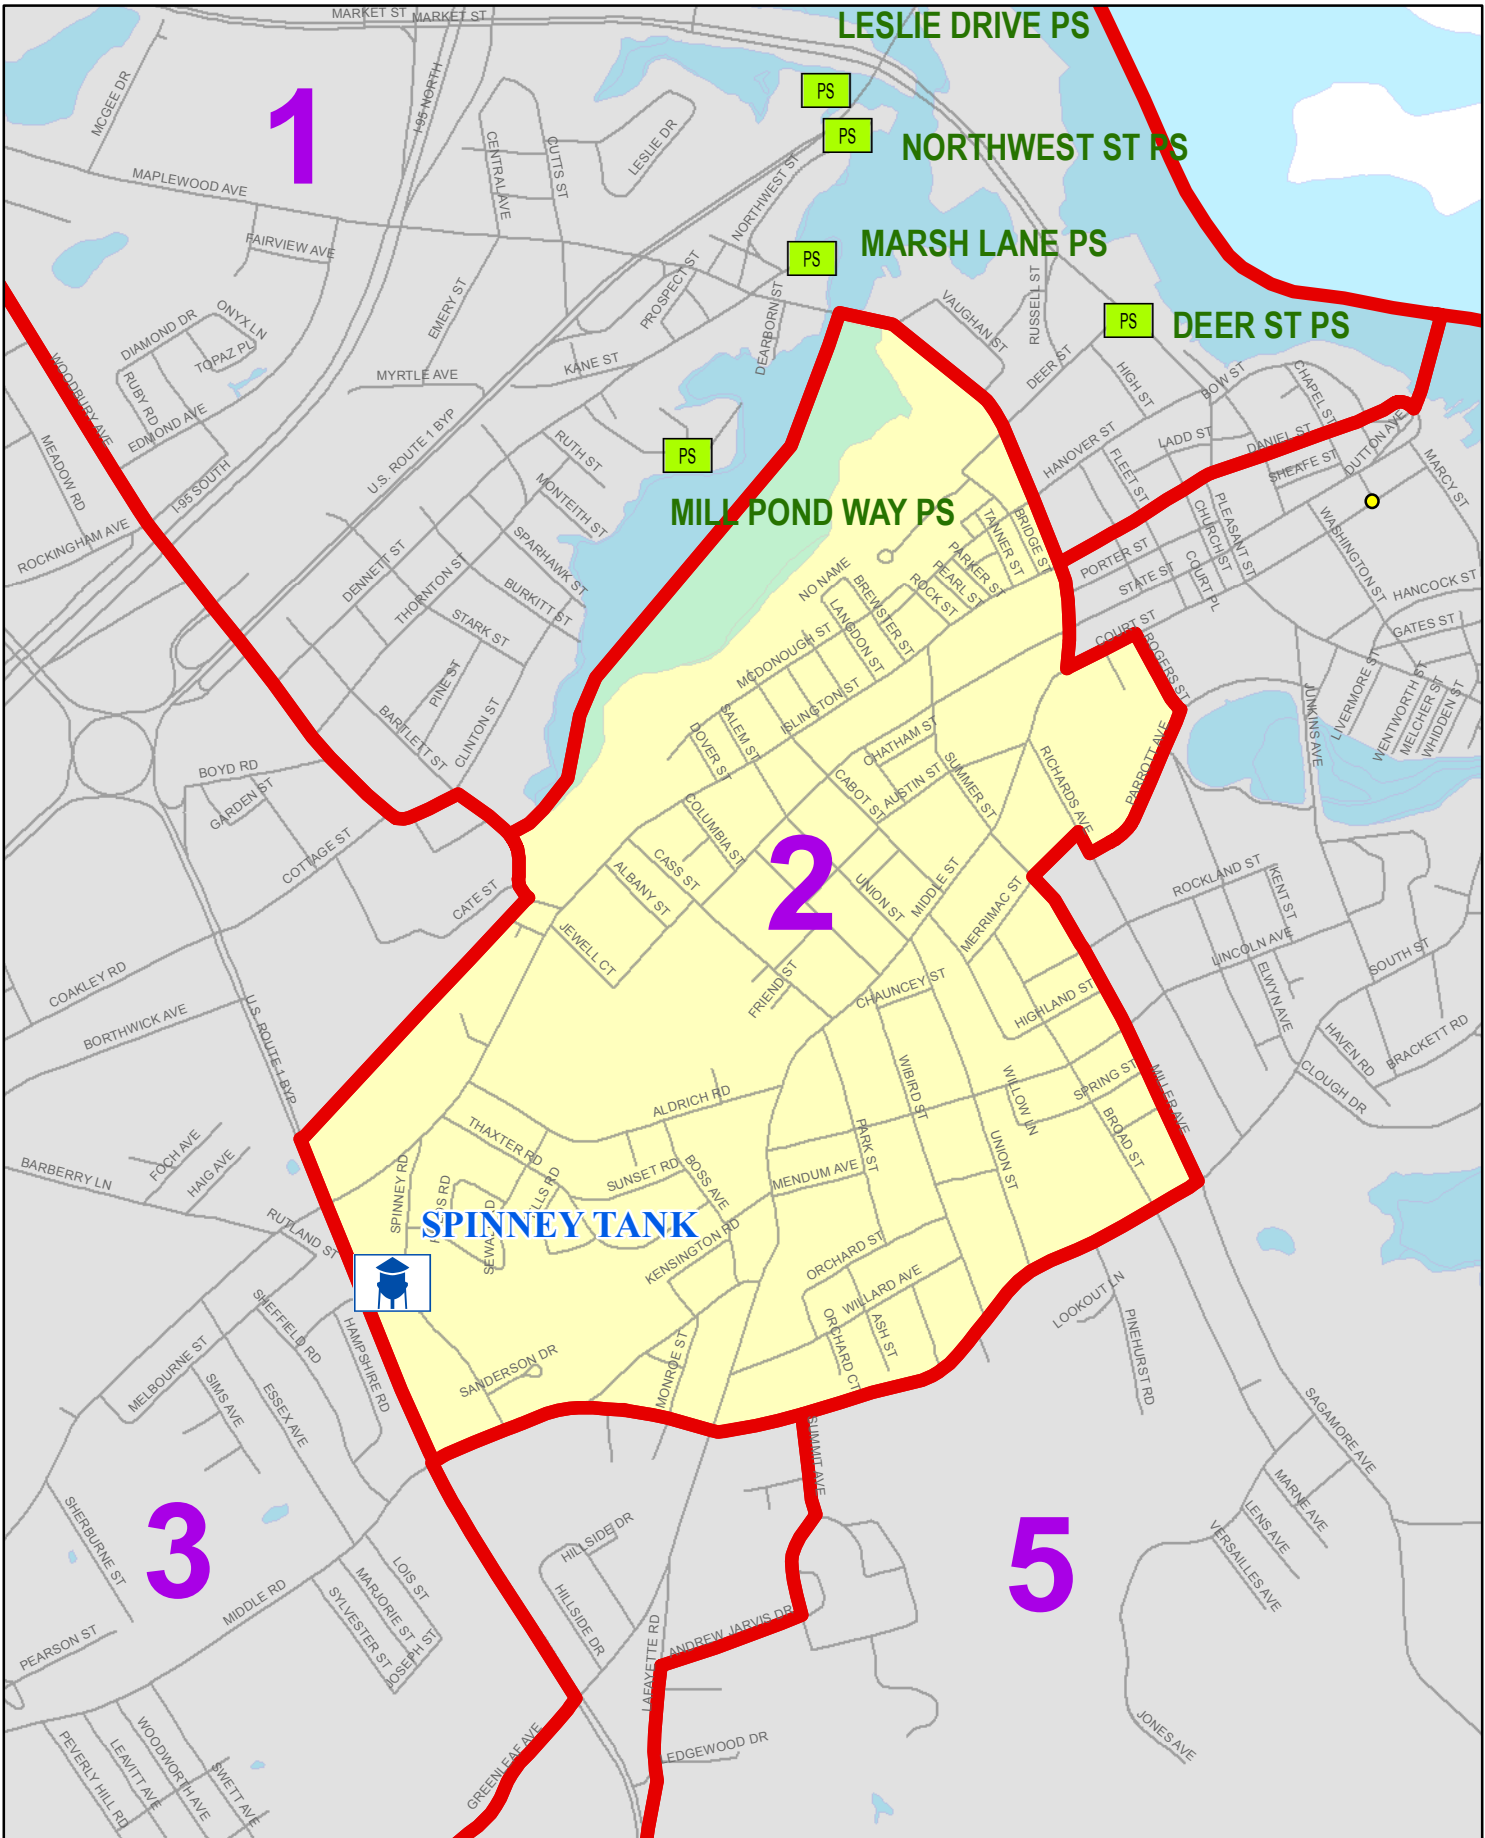 MARKET ST
MARKET ST
LESLIE DRIVE PS
MCGEE DR
1
I-95 NORTH
PS
PS
NORTHWEST ST PS
CENTRAL AVE
CUTTS ST
LESLIE DR
MAPLEWOOD AVE
NORTHWEST ST
FAIRVIEW AVE
MARSH LANE PS
PS
PROSPECT ST
EMERY ST
DEARBORN ST
VAUGHAN ST
RUSSELL ST
PS
DEER ST PS
DIAMOND DR
ONYX LN
TOPAZ PL
RUBY RD
EDMOND AVE
MYRTLE AVE
KANE ST
DEER ST
HIGH ST
BOW ST
CHAPEL ST
WOODBURY AVE
MEADOW RD
U.S. ROUTE 1 BYP
I-95 SOUTH
RUTH ST
PS
HANOVER ST
LADD ST
DANIEL ST
SHEAFE ST
DUTTON AVE
MARCY ST
FLEET ST
MONTEITH ST
MILL POND WAY PS
ROCKINGHAM AVE
DENNETT ST
SPARHAWK ST
THORNTON ST
BURKITT ST
STARK ST
TANNER ST
BRIDGE ST
PARKER ST
PEARL ST
ROCK ST
NO NAME
BREWSTER ST
LANGDON ST
MCDONOUGH ST
ISLINGTON ST
PORTER ST
STATE ST
CHURCH ST
PLEASANT ST
COURT PL
COURT ST
WASHINGTON ST
HANCOCK ST
GATES ST
ROGERS ST
PINE ST
BARTLETT ST
CLINTON ST
SALEM ST
DOVER ST
CHATHAM ST
CABOT ST
AUSTIN ST
SUMMER ST
RICHARDS AVE
PARROTT AVE
JUNKINS AVE
LIVERMORE ST
WENTWORTH ST
MELCHER ST
WHIDDEN ST
BOYD RD
GARDEN ST
COTTAGE ST
CATE ST
COLUMBIA ST
CASS ST
ALBANY ST
JEWELL CT
2
UNION ST
MIDDLE ST
MERRIMAC ST
ROCKLAND ST
KENT ST
LINCOLN AVE
ELWYN AVE
SOUTH ST
COAKLEY RD
BORTHWICK AVE
U.S. ROUTE 1 BYP
FRIEND ST
CHAUNCEY ST
HIGHLAND ST
HAVEN RD
BRACKETT RD
CLOUGH DR
WIBIRD ST
WILLOW LN
SPRING ST
MILLER AVE
BROAD ST
ALDRICH RD
THAXTER RD
PARK ST
UNION ST
FOCH AVE
HAIG AVE
BARBERRY LN
SPINNEY RD
SUNSET RD
BOSS AVE
MENDUM AVE
RUTLAND ST
SPINNEY TANK
KENSINGTON RD
ORCHARD ST
WILLARD AVE
ORCHARD CT
ASH ST
LOOKOUT LN
PINEHURST RD
SHEFFIELD RD
HAMPSHIRE RD
MELBOURNE ST
SIMS AVE
ESSEX AVE
SANDERSON DR
MONROE ST
SUMMIT AVE
SAGAMORE AVE
MARNE AVE
LENS AVE
VERSAILLES AVE
3
SHERBURNE ST
5
HILLSIDE DR
HILLSIDE DR
LOIS ST
MARJORIE ST
SYLVESTER ST
JOSEPH ST
MIDDLE RD
PEARSON ST
LAFAYETTE RD
ANDREW JARVIS DR
JONES AVE
EDGEWOOD DR
GREENLEAF AVE
PEVERLY HILL RD
LEAVITT AVE
WOODWORTH AVE
SWETT AVE